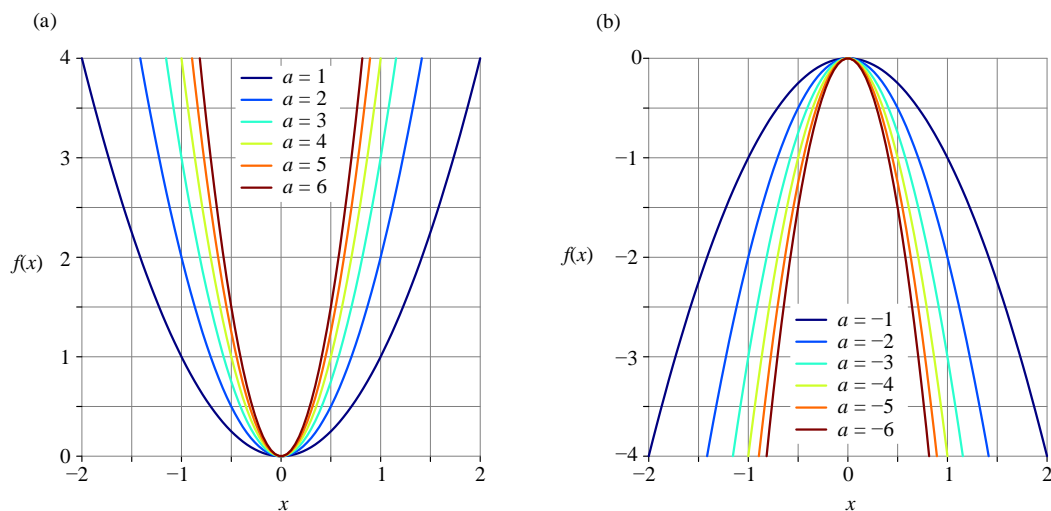 (a)
4
3
f(x) 2
1
0
−2 −1 0 1 2
x
a = 1
a = 2
a = 3
a = 4
a = 5
a = 6
(b)
0
−1
f(x) −2
−3
−4
−2 −1 0 1 2
x
a = −1
a = −2
a = −3
a = −4
a = −5
a = −6